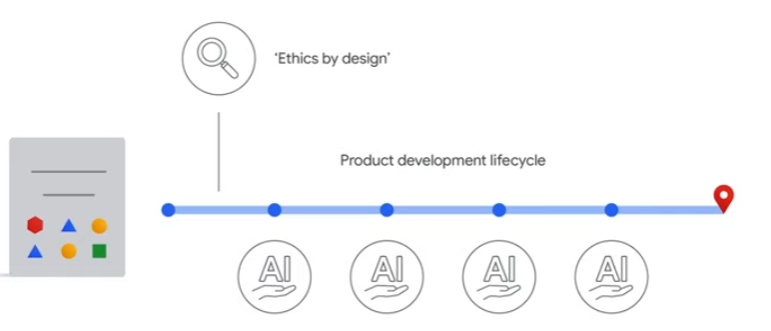 ‘Ethics by design’
Product development lifecycle
AI AI AI AI